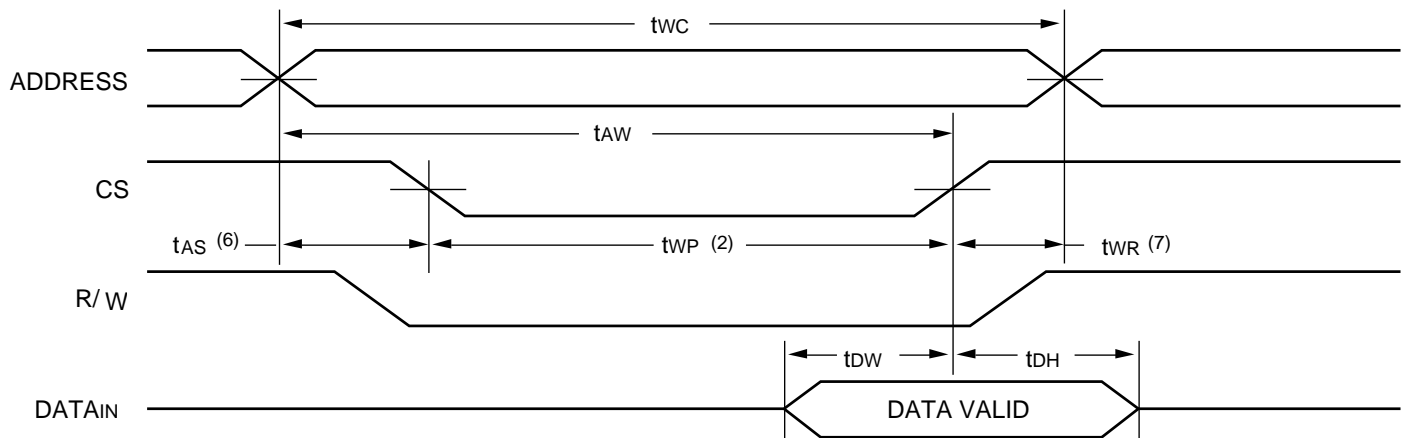 tWC
ADDRESS
tAW
CS
tAS (6)
tWP (2)
tWR (7)
R/W
tDW
tDH
DATAIN
DATA VALID